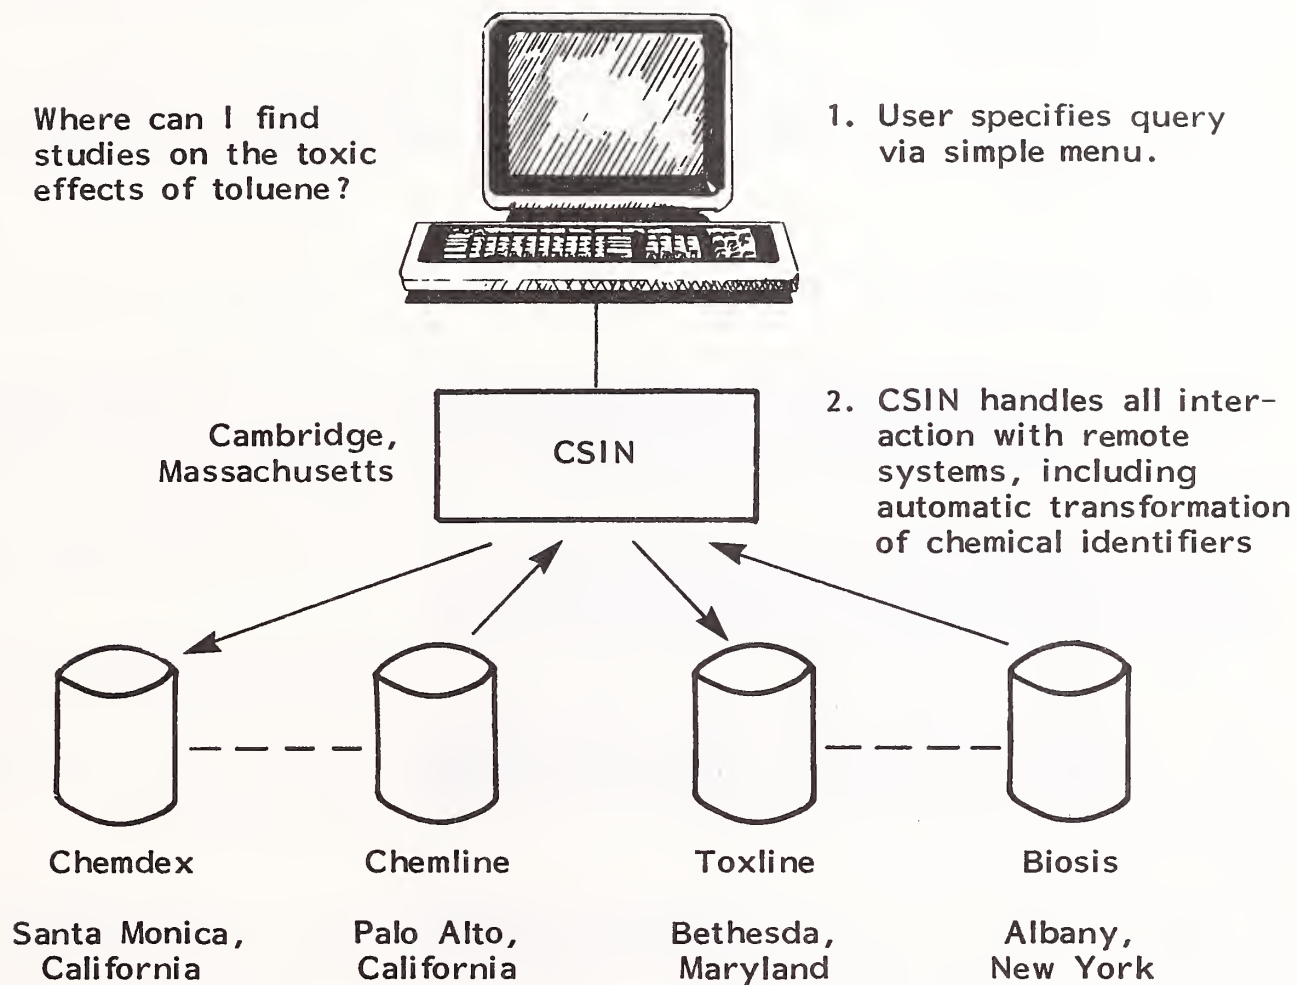 Where can I find
studies on the toxic
effects of toluene?
1. User specifies query
via simple menu.
Cambridge,
Massachusetts
CSIN
2. CSIN handles all inter-
action with remote
systems, including
automatic transformation
of chemical identifiers
Chemdex
Chemline
Toxline
Biosis
Santa Monica,
California
Palo Alto,
California
Bethesda,
Maryland
Albany,
New York